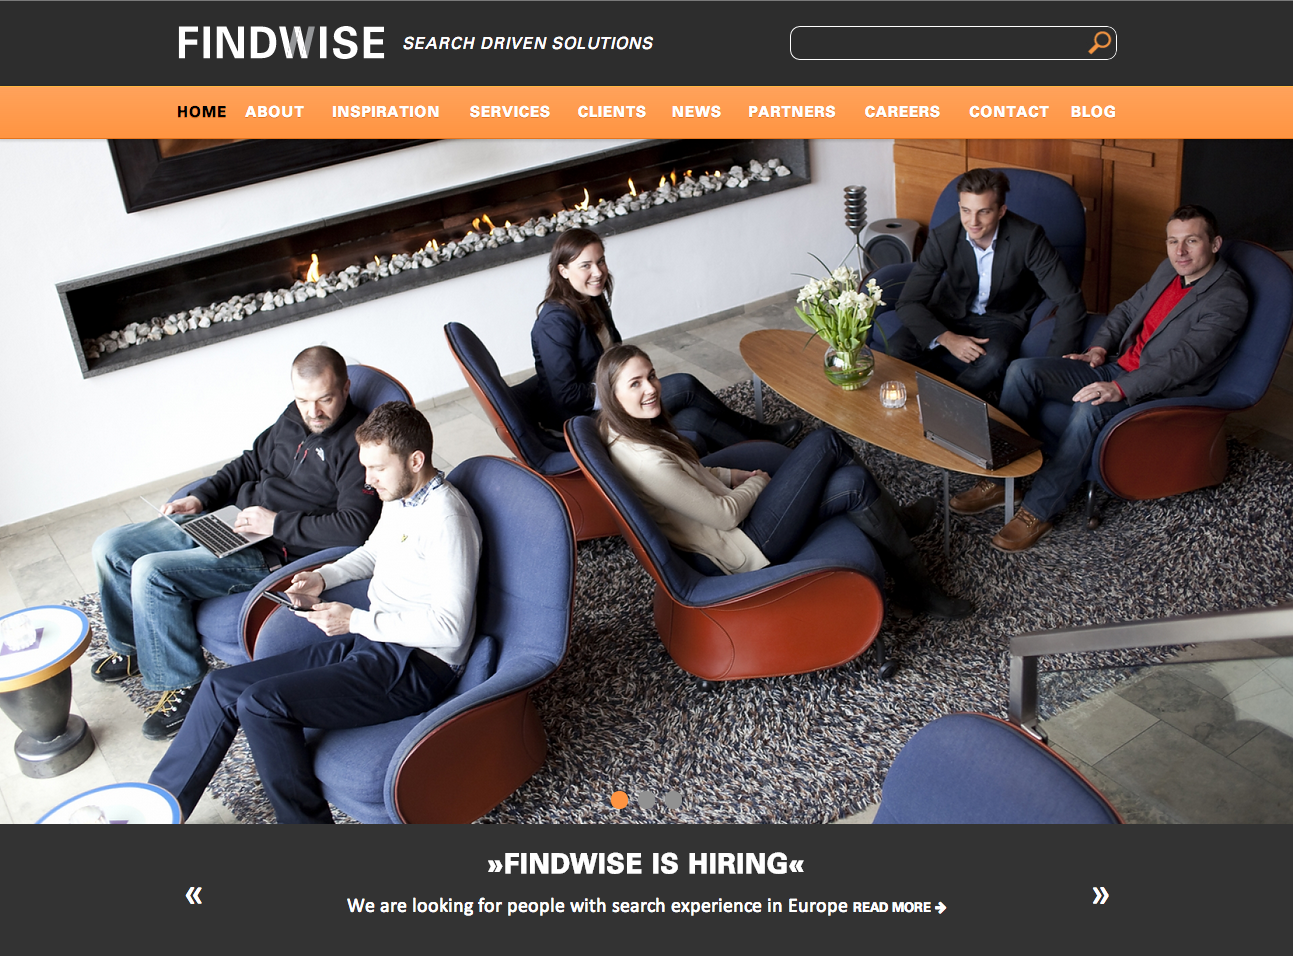 FINDWISE SEARCH DRIVEN SOLUTIONS
HOME ABOUT INSPIRATION SERVICES CLIENTS NEWS PARTNERS CAREERS CONTACT BLOG
»FINDWISE IS HIRING«
« »
We are looking for people with search experience in Europe READ MORE →